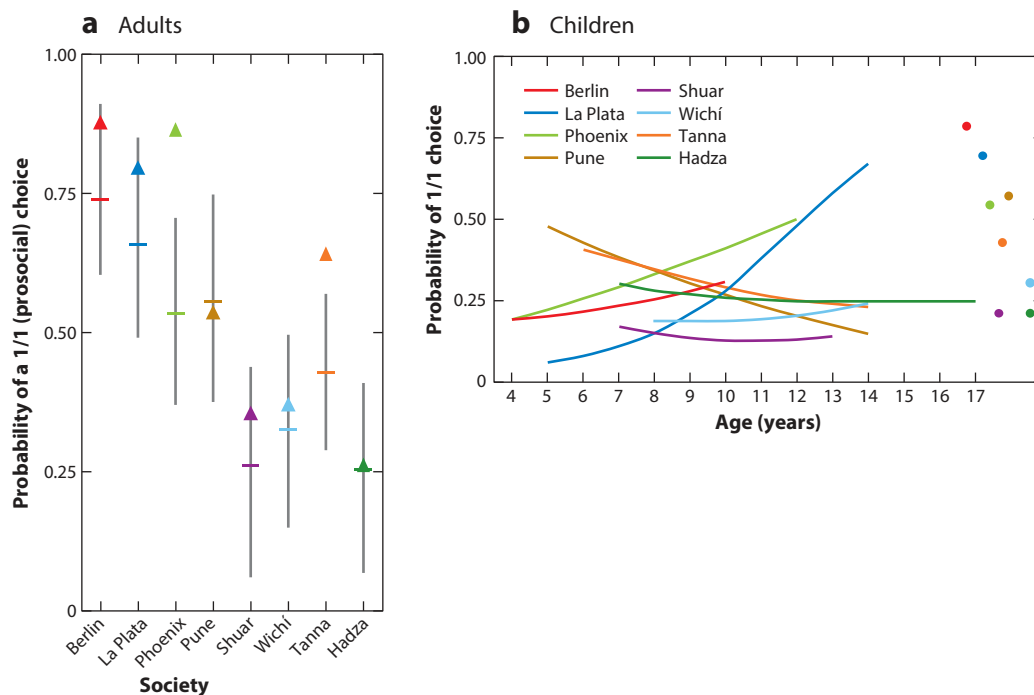 a Adults
Probability of a 1/1 (prosocial) choice
1.00
0.75
0.50
0.25
0
Berlin
La Plata
Phoenix
Pune
Shuar
Wichí
Tanna
Hadza
Society
b Children
Probability of 1/1 choice
1.00
0.75
0.50
0.25
0
Berlin
La Plata
Phoenix
Pune
Shuar
Wichí
Tanna
Hadza
4 5 6 7 8 9 10 11 12 13 14 15 16 17
Age (years)